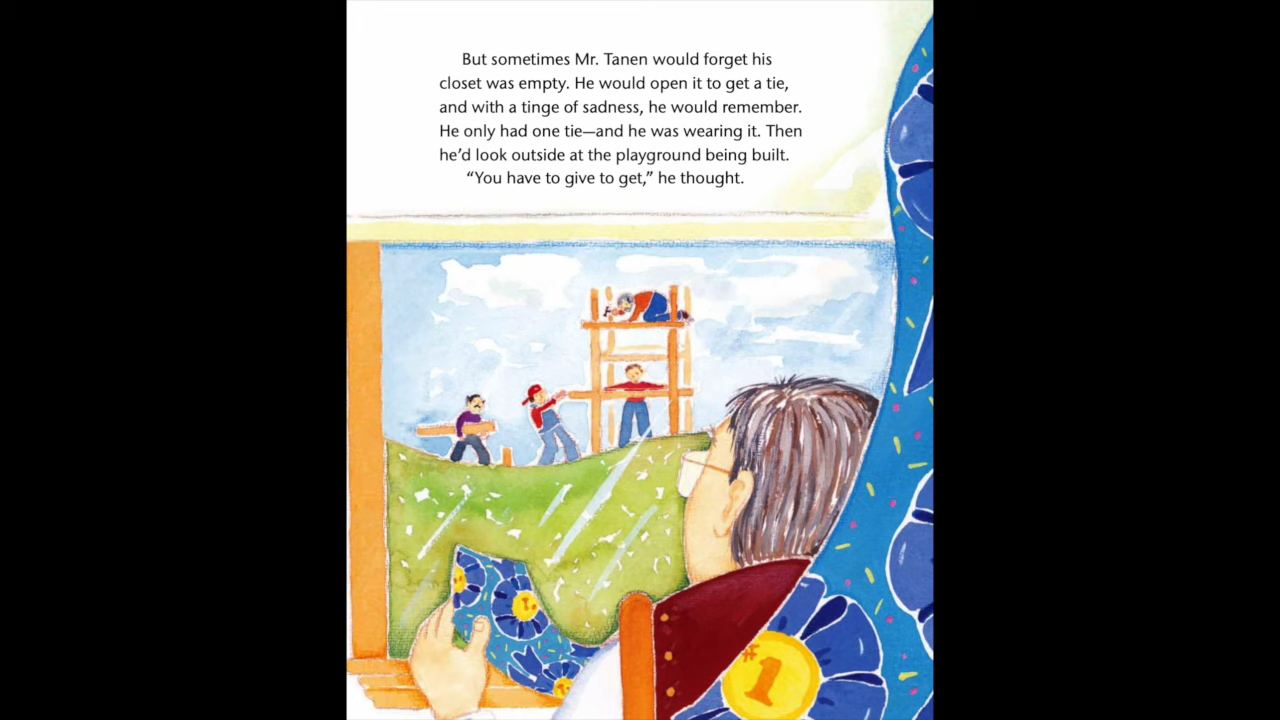 But sometimes Mr. Tanen would forget his
closet was empty. He would open it to get a tie,
and with a tinge of sadness, he would remember.
He only had one tie—and he was wearing it. Then
he’d look outside at the playground being built.
“You have to give to get,” he thought.
#1